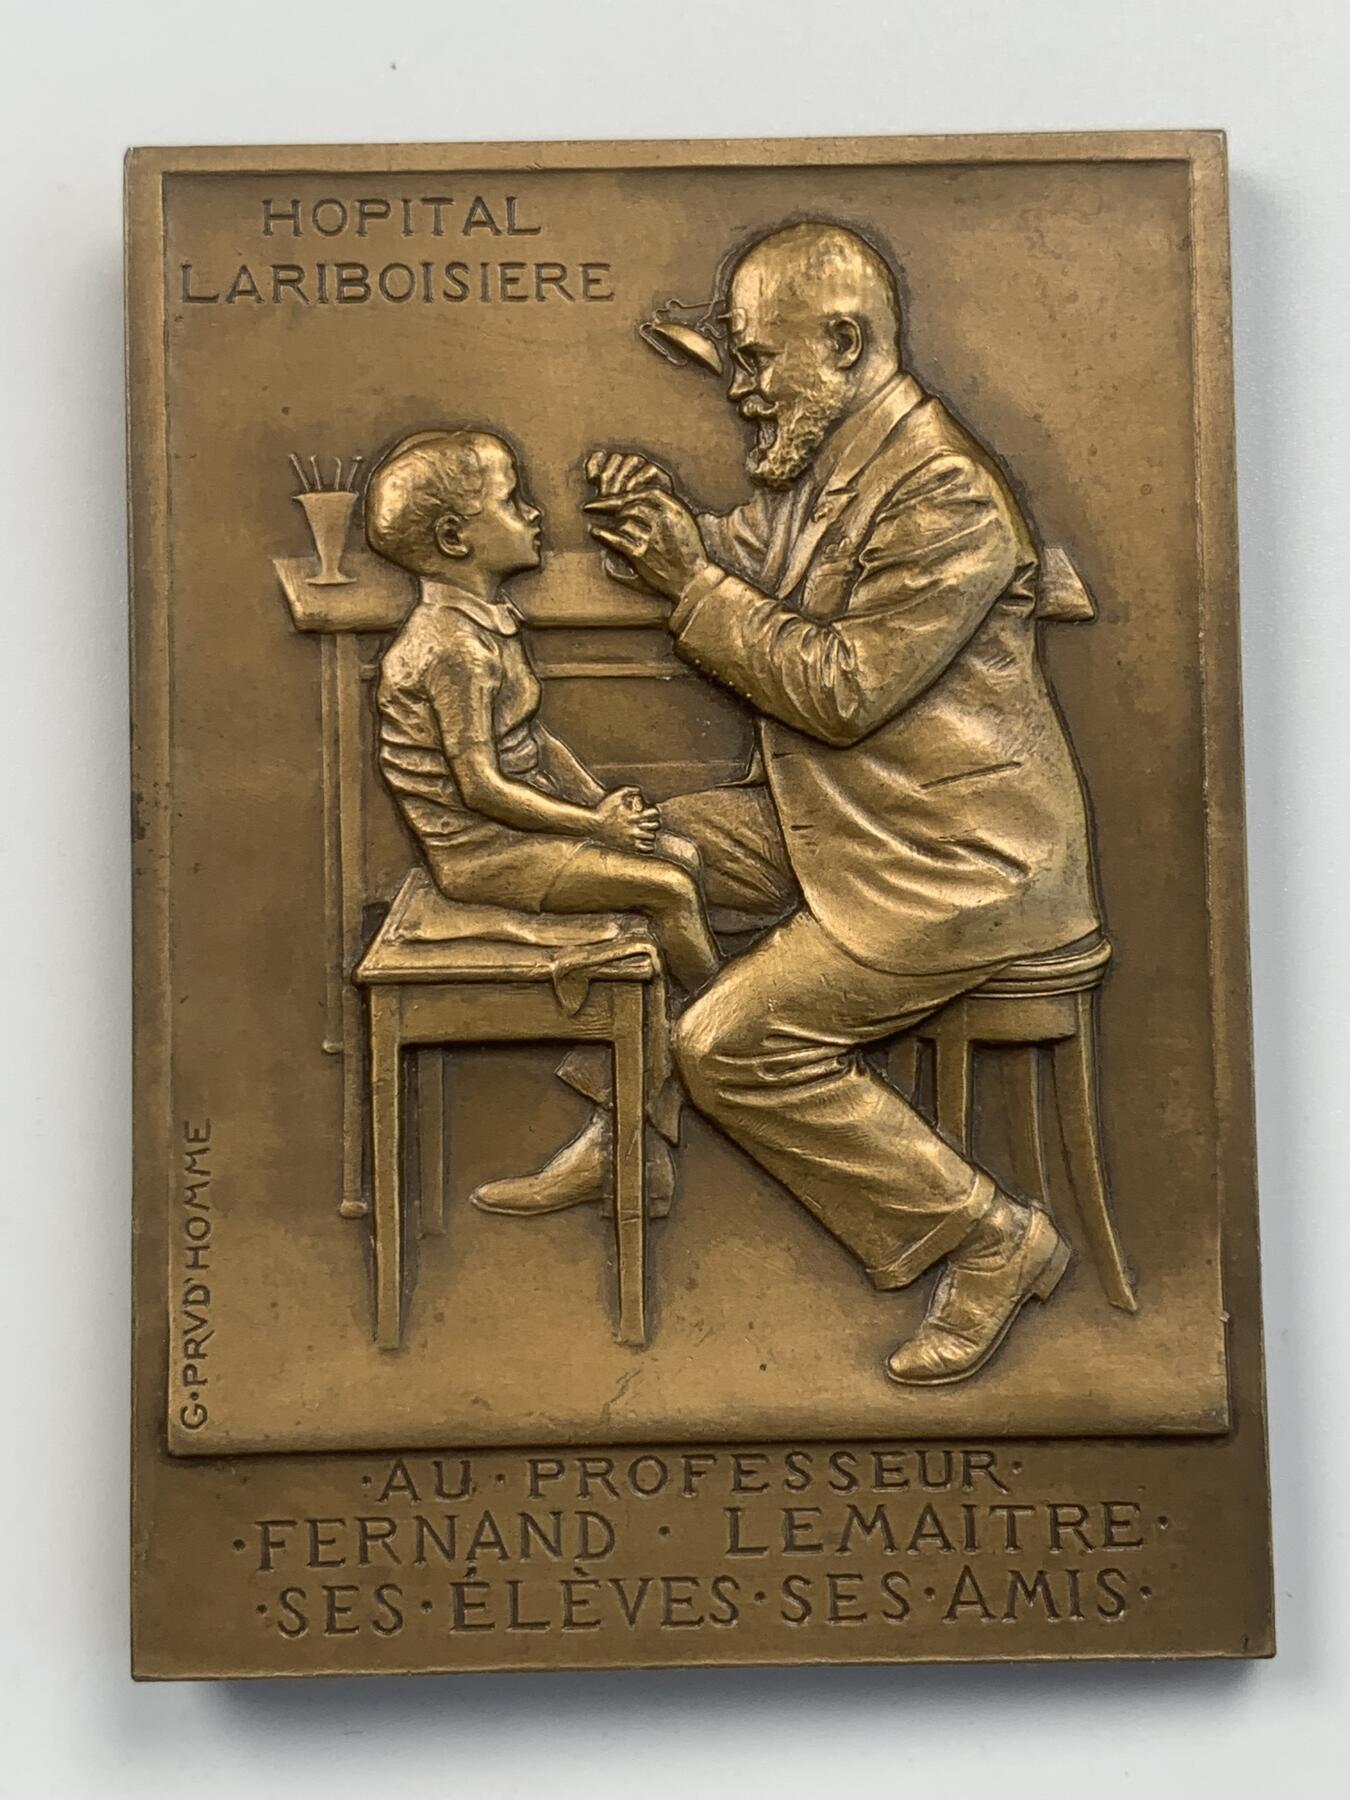 HOPITAL
LARIBOISIERE
G·PRVD'HOMME
·AU·PROFESSEUR·
·FERNAND · LEMAITRE·
·SES·ÉLÈVES·SES·AMIS·